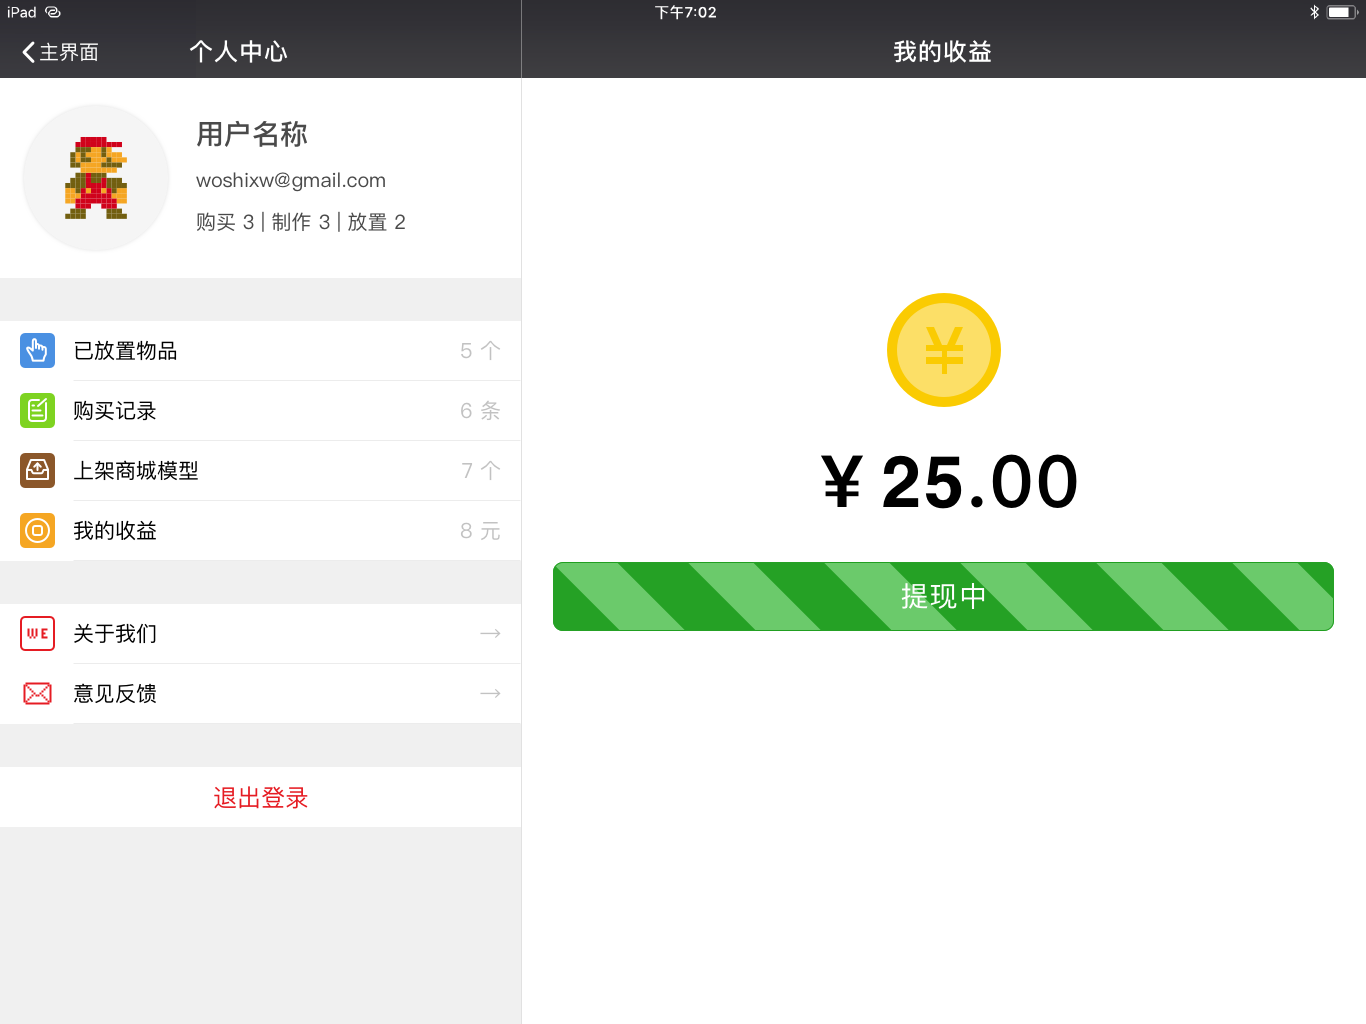 iPad
下午7:02
主界面
个人中心
我的收益
用户名称
woshixw@gmail.com
购买 3 | 制作 3 | 放置 2
已放置物品 5 个
购买记录 6 条
上架商城模型 7 个
我的收益 8 元
WE 关于我们 →
意见反馈 →
退出登录
¥
¥ 25.00
提现中